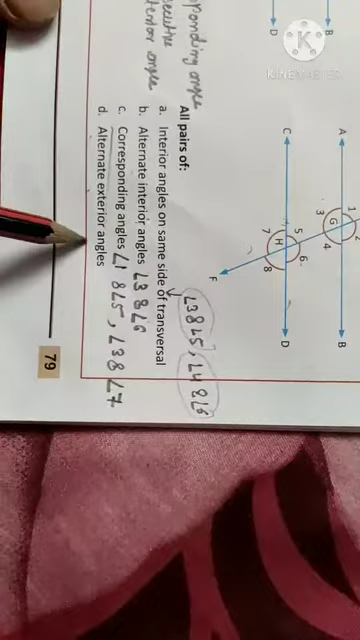 B
D
KINEMASTER
A
B
1
2
G
3
4
C
D
5
6
H
7
8
F
All pairs of:
∠3&∠5, ∠4&∠6
a. Interior angles on same side of transversal
b. Alternate interior angles ∠3&∠6
c. Corresponding angles ∠1&∠5, ∠3&∠7
d. Alternate exterior angles
79